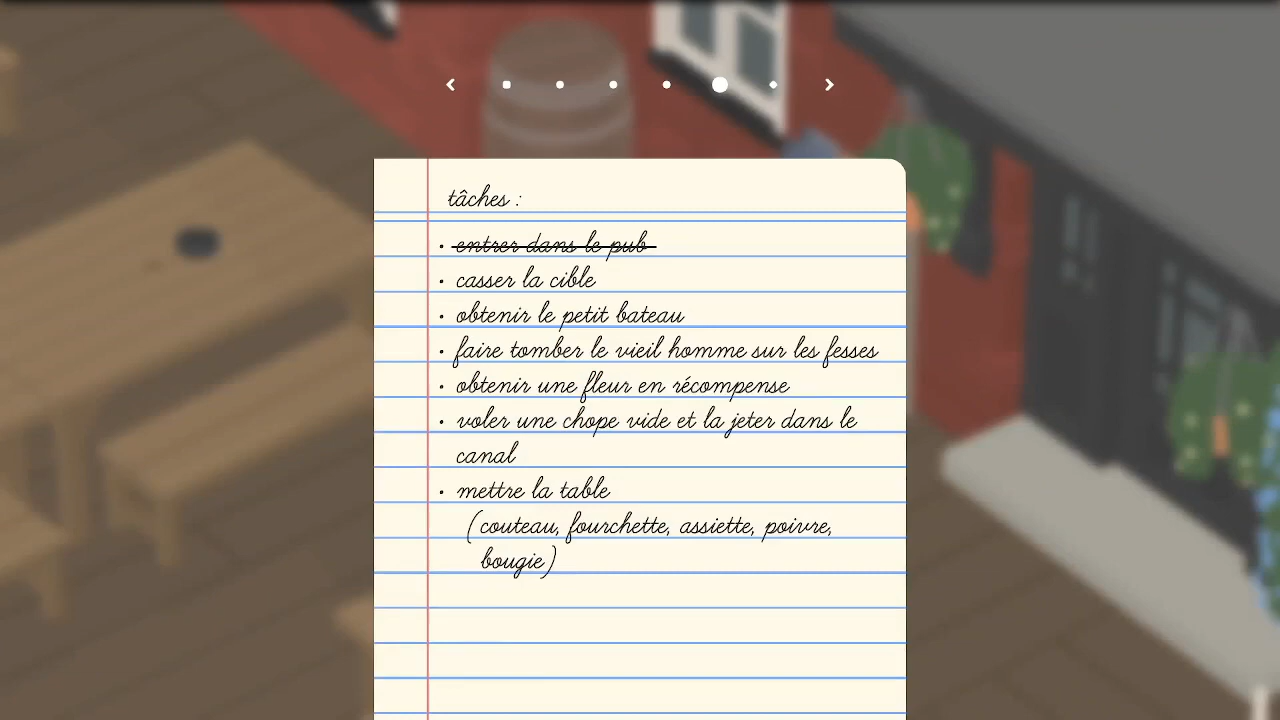 tâches :
• entrer dans le pub
• casser la cible
• obtenir le petit bateau
• faire tomber le vieil homme sur les fesses
• obtenir une fleur en récompense
• voler une chope vide et la jeter dans le
canal
• mettre la table
(couteau, fourchette, assiette, poivre,
bougie)